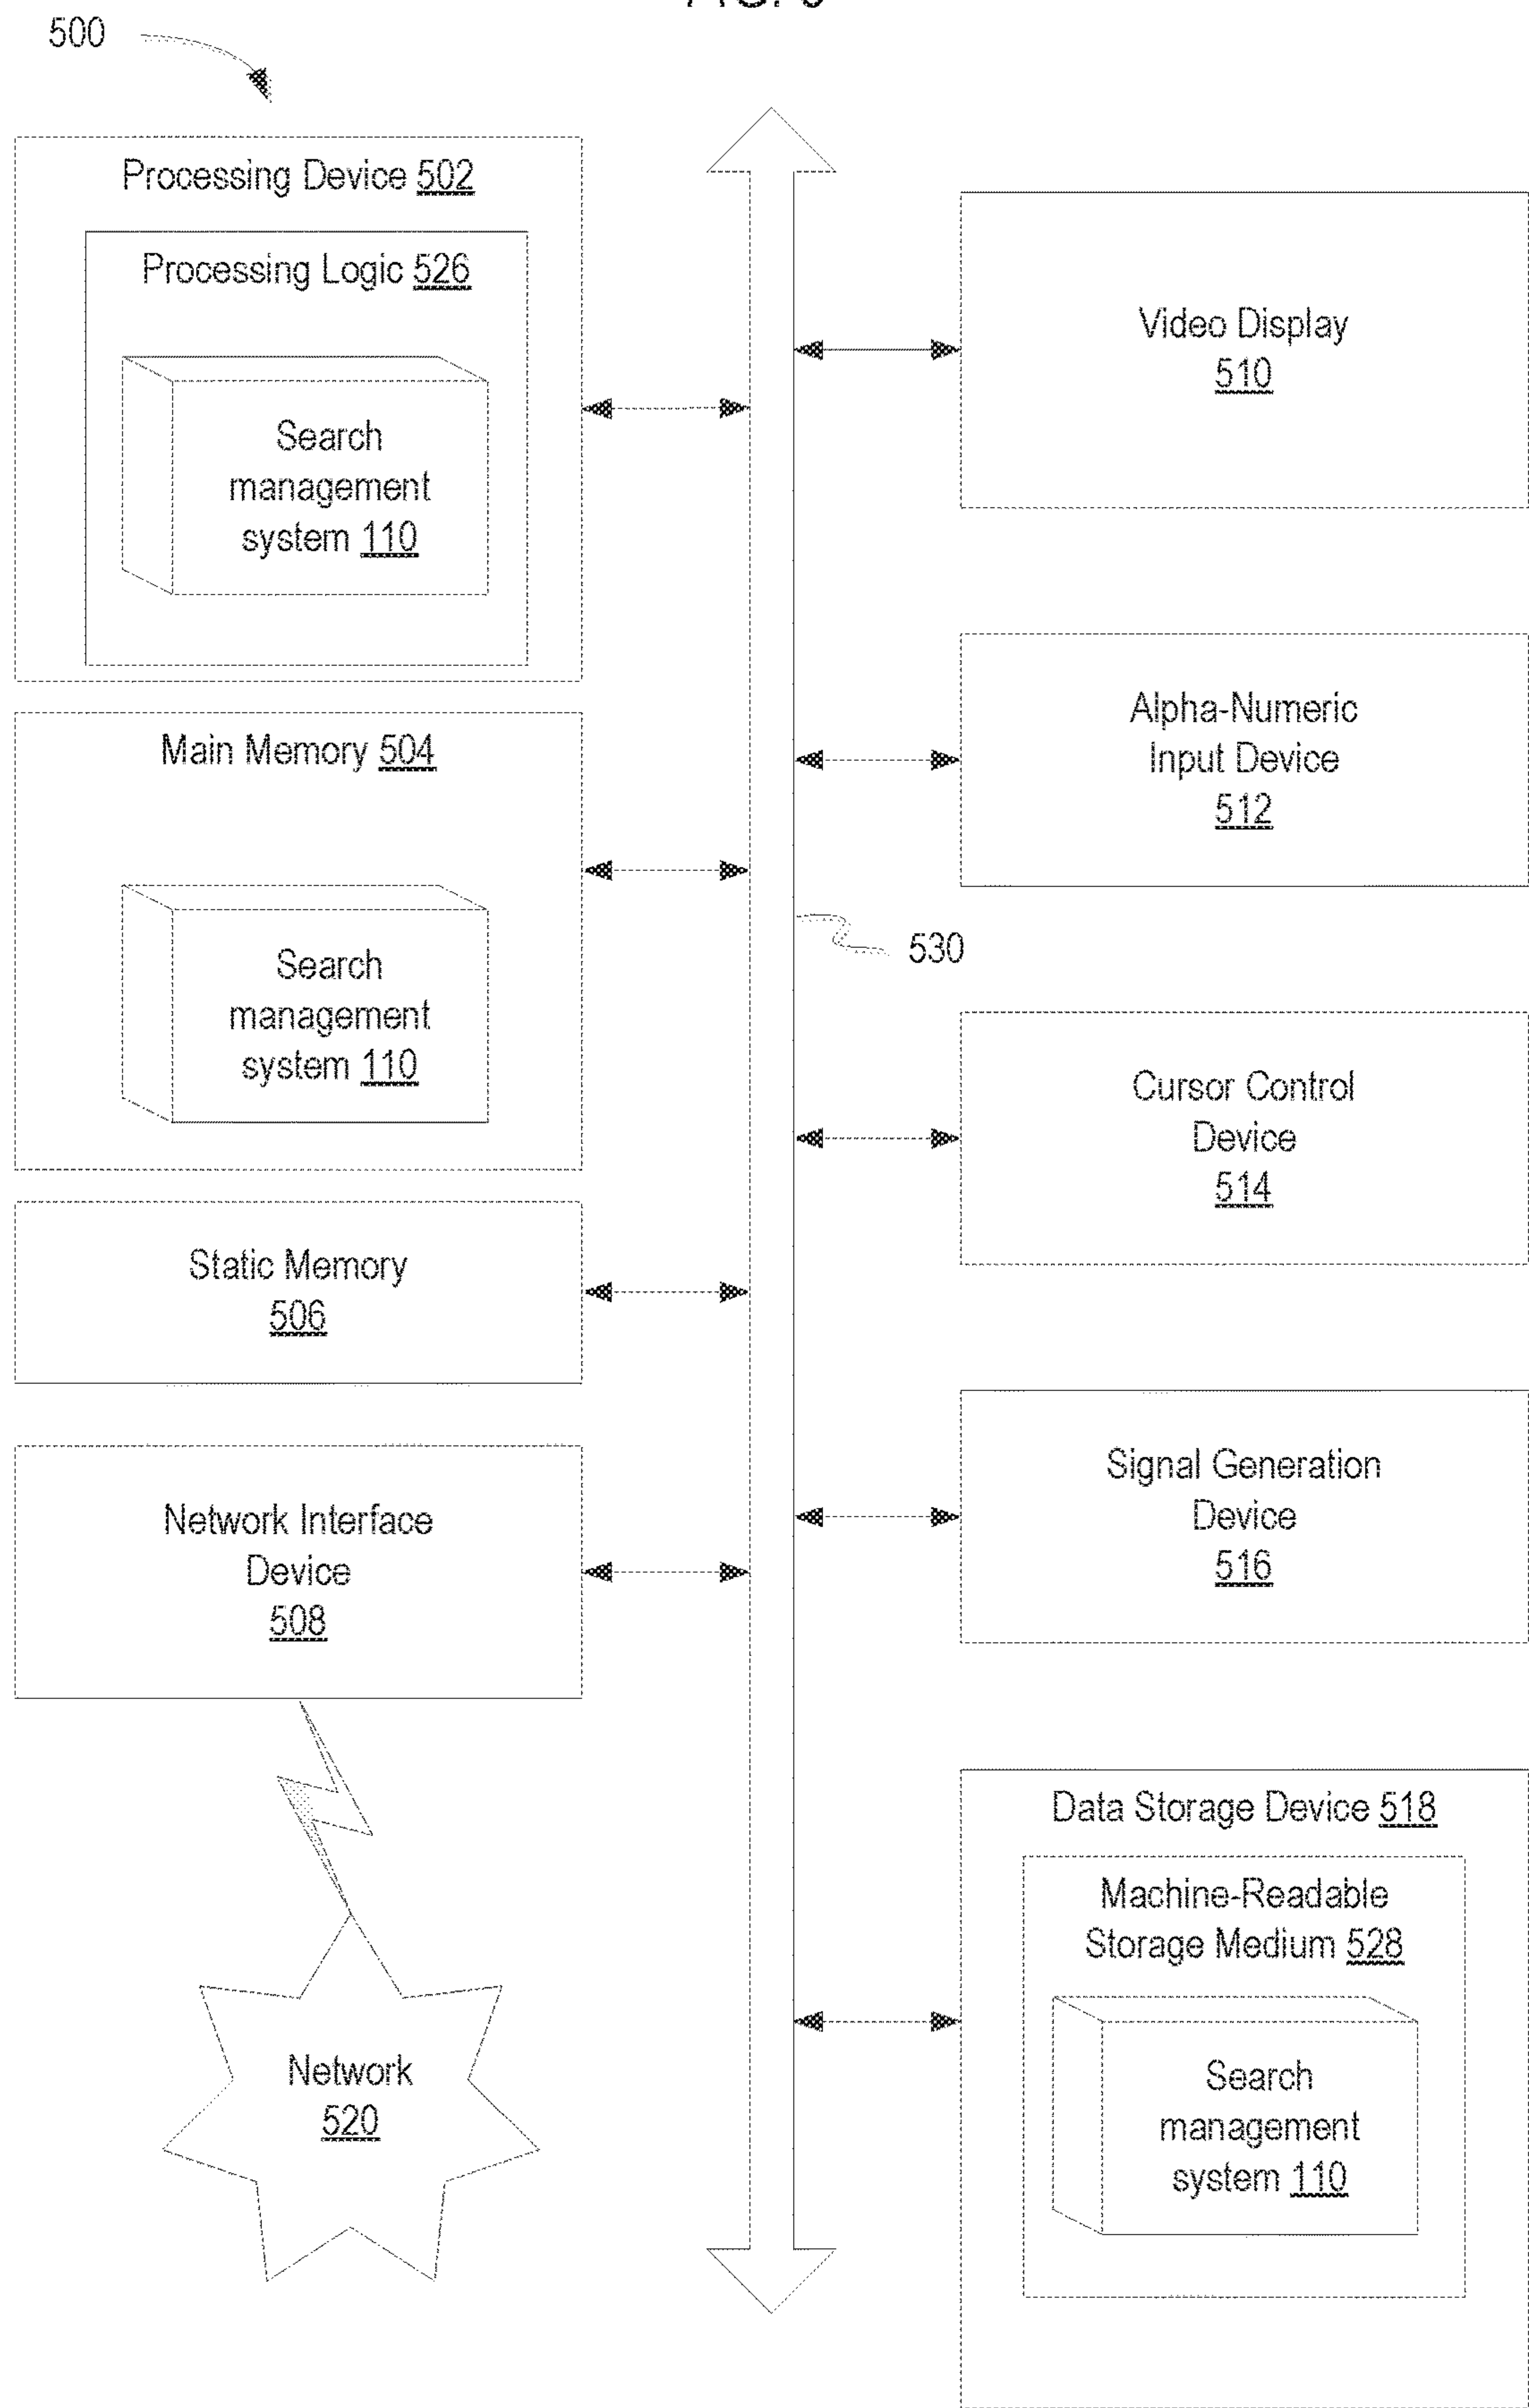 500
Processing Device 502
Processing Logic 526
Search
management
system 110
Main Memory 504
Search
management
system 110
Static Memory
506
Network Interface
Device
508
Network
520
Video Display
510
Alpha-Numeric
Input Device
512
530
Cursor Control
Device
514
Signal Generation
Device
516
Data Storage Device 518
Machine-Readable
Storage Medium 528
Search
management
system 110